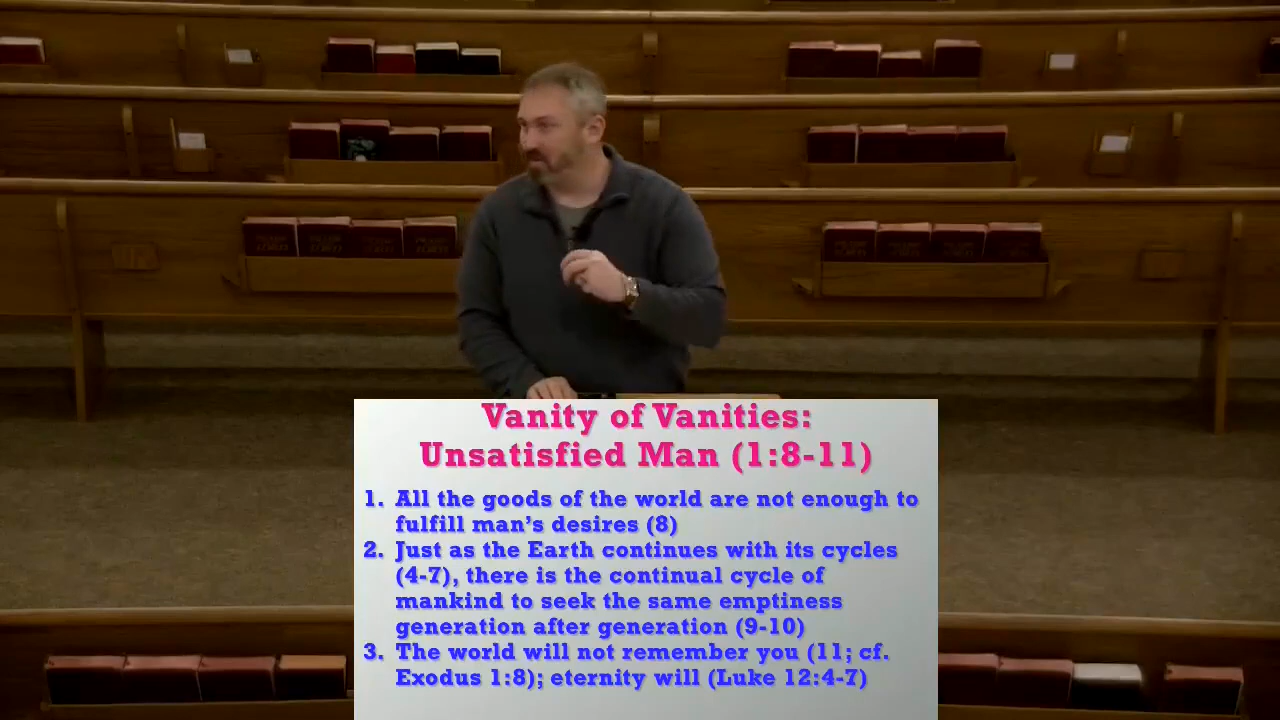 Vanity of Vanities:
Unsatisfied Man (1:8-11)
1. All the goods of the world are not enough to
fulfill man's desires (8)
2. Just as the Earth continues with its cycles
(4-7), there is the continual cycle of
mankind to seek the same emptiness
generation after generation (9-10)
3. The world will not remember you (11; cf.
Exodus 1:8); eternity will (Luke 12:4-7)